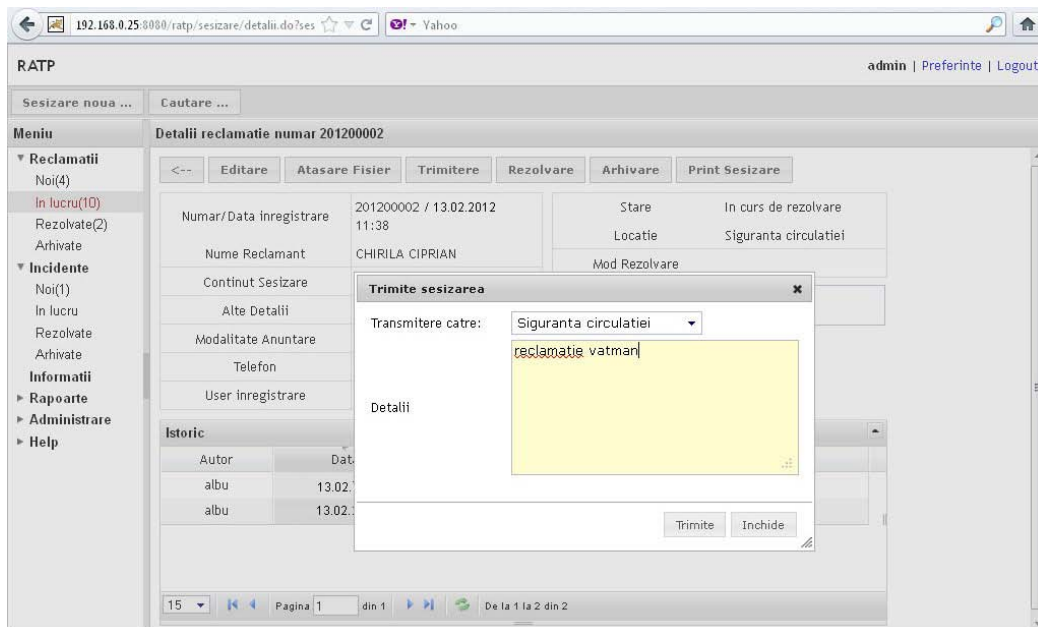 192.168.0.25:8080/ratp/sesizare/detalii.do?ses
Yahoo
RATP
admin | Preferinte | Logout
Sesizare noua ...
Cautare ...
Meniu
Reclamatii
Noi(4)
In lucru(10)
Rezolvate(2)
Arhivate
Incidente
Noi(1)
In lucru
Rezolvate
Arhivate
Informatii
Rapoarte
Administrare
Help
Detalii reclamatie numar 201200002
<-- Editare Atasare Fisier Trimitere Rezolvare Arhivare Print Sesizare
Numar/Data inregistrare
201200002 / 13.02.2012
11:38
Nume Reclamant
CHIRILA CIPRIAN
Continut Sesizare
Alte Detalii
Modalitate Anuntare
Telefon
User inregistrare
Stare
In curs de rezolvare
Locatie
Siguranta circulatiei
Mod Rezolvare
Trimite sesizarea
Transmitere catre:
Siguranta circulatiei
Detalii
reclamatie vatman
Trimite
Inchide
Istoric
Autor
albu
13.02.
albu
13.02.
15
Pagina 1 din 1
De la 1 la 2 din 2